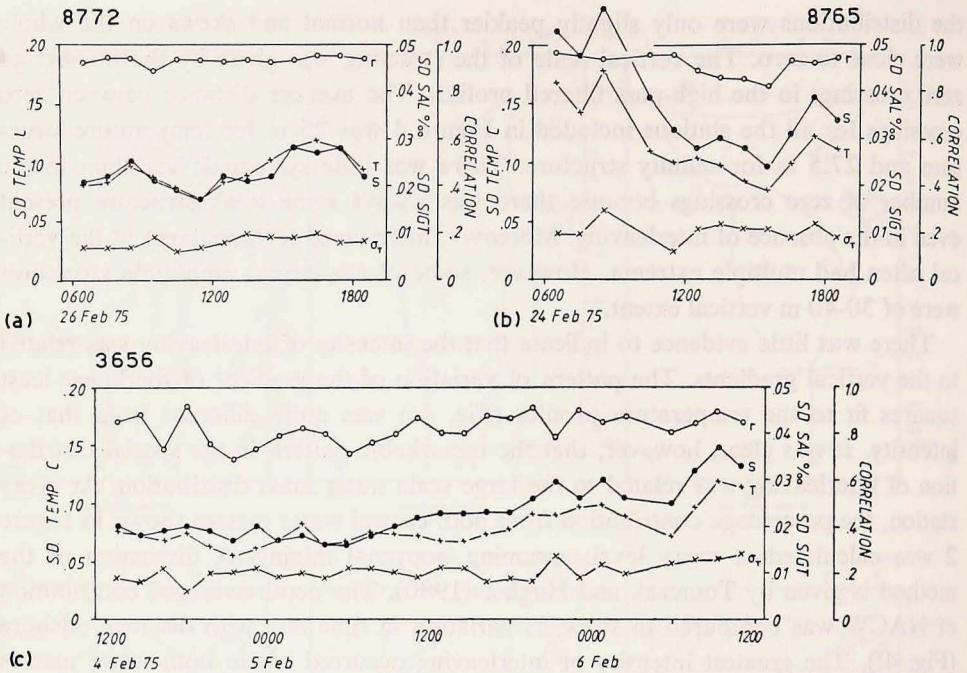 8772
.20
.15
.10
.05
0
SD TEMP C
r
S
σT
.05
.04
.03
.02
.01
0
SD SAL ‰
SD SIGT
1.0
.8
.6
.4
.2
0
CORRELATION
0600
1200
1800
26 Feb 75
(a)
8765
.20
.15
.10
.05
0
SD TEMP C
r
S
T
σT
.05
.04
.03
.02
.01
0
SD SAL ‰
SD SIGT
1.0
.8
.6
.4
.2
0
CORRELATION
0600
1200
1800
24 Feb 75
(b)
3656
.20
.15
.10
.05
0
SD TEMP C
r
S
T
σT
.05
.04
.03
.02
.01
0
SD SAL ‰
SD SIGT
1.0
.8
.6
.4
.2
0
CORRELATION
1200
0000
1200
0000
1200
4 Feb 75
5 Feb
6 Feb
(c)